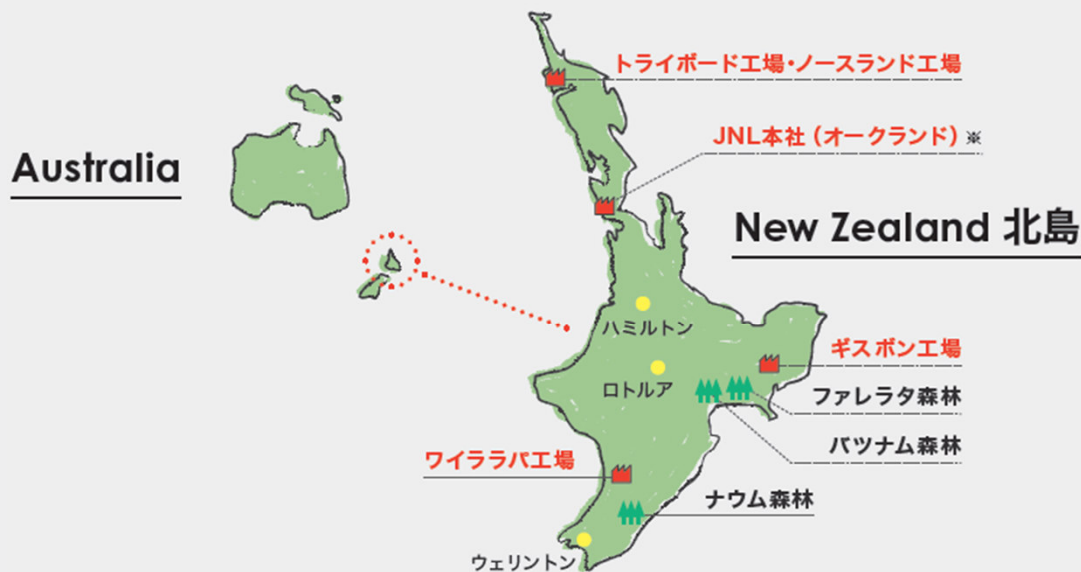 トライボード工場・ノースランド工場
JNL本社（オークランド）※
Australia
New Zealand 北島
ハミルトン
ギスボン工場
ロトルア
ファレラタ森林
パツナム森林
ワイララパ工場
ナウム森林
ウェリントン